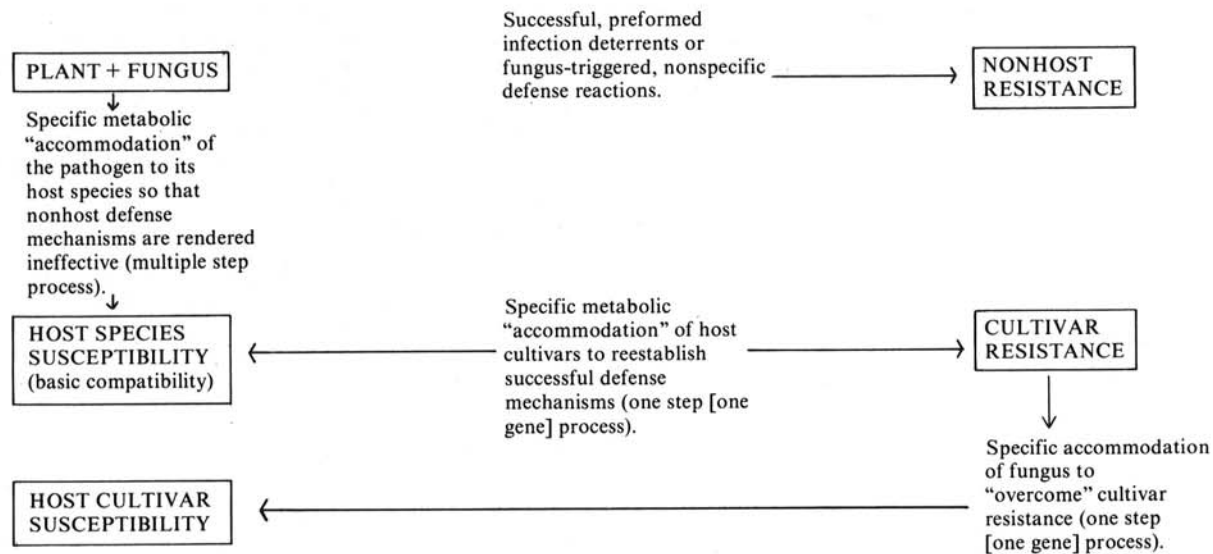 PLANT + FUNGUS
Successful, preformed
infection deterrents or
fungus-triggered, nonspecific
defense reactions.
NONHOST
RESISTANCE
Specific metabolic
“accommodation” of
the pathogen to its
host species so that
nonhost defense
mechanisms are rendered
ineffective (multiple step
process).
HOST SPECIES
SUSCEPTIBILITY
(basic compatibility)
Specific metabolic
“accommodation” of host
cultivars to reestablish
successful defense
mechanisms (one step [one
gene] process).
CULTIVAR
RESISTANCE
Specific accommodation
of fungus to
“overcome” cultivar
resistance (one step
[one gene] process).
HOST CULTIVAR
SUSCEPTIBILITY